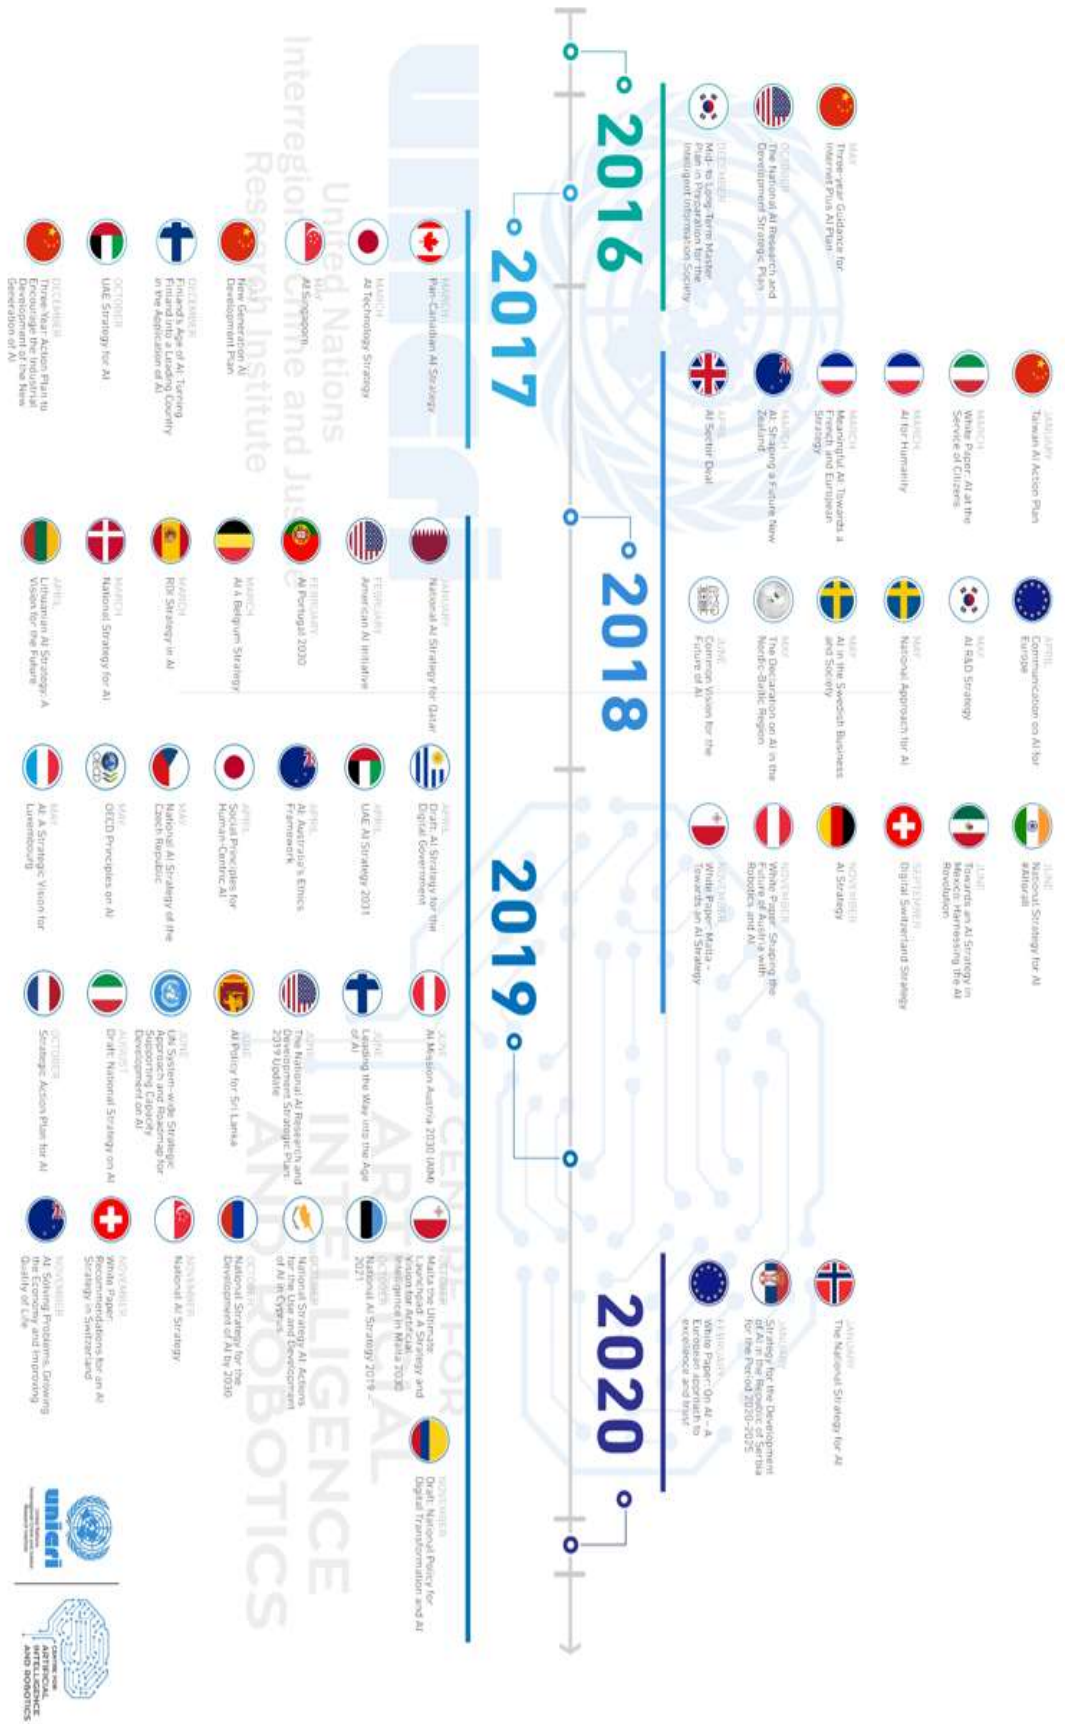 MAY
Three-year Guidance for
Internet Plus AI Plan
OCTOBER
The National AI Research and
Development Strategic Plan
DECEMBER
Mid- to Long-Term Master
Plan in Preparation for the
Intelligent Information Society
2016
JANUARY
Taiwan AI Action Plan
MARCH
White Paper: AI at the
Service of Citizens
MARCH
AI for Humanity
MARCH
Meaningful AI: Towards a
French and European
Strategy
MARCH
AI: Shaping a Future New
Zealand
APRIL
AI Sector Deal
APRIL
Communication on AI for
Europe
MAY
AI R&D Strategy
MAY
National Approach for AI
MAY
AI in the Swedish Business
and Society
MAY
The Declaration on AI in the
Nordic-Baltic Region
JUNE
Common Vision for the
Future of AI
JUNE
National Strategy for AI
#AIforall
JUNE
Towards an AI Strategy in
Mexico: Harnessing the AI
Revolution
SEPTEMBER
Digital Switzerland Strategy
NOVEMBER
AI Strategy
NOVEMBER
White Paper: Shaping the
Future of Austria with
Robotics and AI
NOVEMBER
White Paper: Malta –
Towards an AI Strategy
2018
JANUARY
The National Strategy for AI
Strategy for the Development
of AI in the Republic of Serbia
for the Period 2020-2025
FEBRUARY
White Paper: On AI – A
European approach to
excellence and trust
2020
2017
MARCH
Pan-Canadian AI Strategy
MARCH
AI Technology Strategy
MAY
AI Singapore
New Generation AI
Development Plan
DECEMBER
Finland's Age of AI: Turning
Finland into a Leading Country
in the Application of AI
OCTOBER
UAE Strategy for AI
DECEMBER
Three-Year Action Plan to
Encourage the Industrial
Development of the New
Generation of AI
2019
JANUARY
National AI Strategy for Qatar
FEBRUARY
American AI Initiative
FEBRUARY
AI Portugal 2030
MARCH
AI 4 Belgium Strategy
MARCH
RDI Strategy in AI
MARCH
National Strategy for AI
APRIL
Lithuanian AI Strategy: A
Vision for the Future
APRIL
Draft: AI Strategy for the
Digital Government
APRIL
UAE AI Strategy 2031
APRIL
AI: Australia's Ethics
Framework
APRIL
Social Principles for
Human-Centric AI
MAY
National AI Strategy of the
Czech Republic
MAY
OECD
OECD Principles on AI
MAY
AI: A Strategic Vision for
Luxembourg
JUNE
AI Mission Austria 2030 (AIM)
JUNE
Leading the Way into the Age
of AI
JUNE
The National AI Research and
Development Strategic Plan:
2019 Update
JUNE
AI Policy for Sri Lanka
JUNE
UN System-wide Strategic
Approach and Roadmap for
Supporting Capacity
Development on AI
AUGUST
Draft: National Strategy on AI
OCTOBER
Strategic Action Plan for AI
OCTOBER
Malta the Ultimate
Launchpad: A Strategy and
Vision for Artificial
Intelligence in Malta 2030
OCTOBER
National AI Strategy 2019 –
2021
OCTOBER
National Strategy AI Actions
for the Use and Development
of AI in Cyprus
OCTOBER
National Strategy for the
Development of AI by 2030
NOVEMBER
National AI Strategy
NOVEMBER
White Paper:
Recommendations for an AI
Strategy in Switzerland
NOVEMBER
AI: Solving Problems, Growing
the Economy and Improving
Quality of Life
NOVEMBER
Draft: National Policy for
Digital Transformation and AI
unicri
United Nations
Interregional Crime and Justice
Research Institute
CENTRE FOR
ARTIFICIAL
INTELLIGENCE
AND ROBOTICS
unicri
United Nations
Interregional Crime and Justice
Research Institute
CENTRE FOR
ARTIFICIAL
INTELLIGENCE
AND ROBOTICS